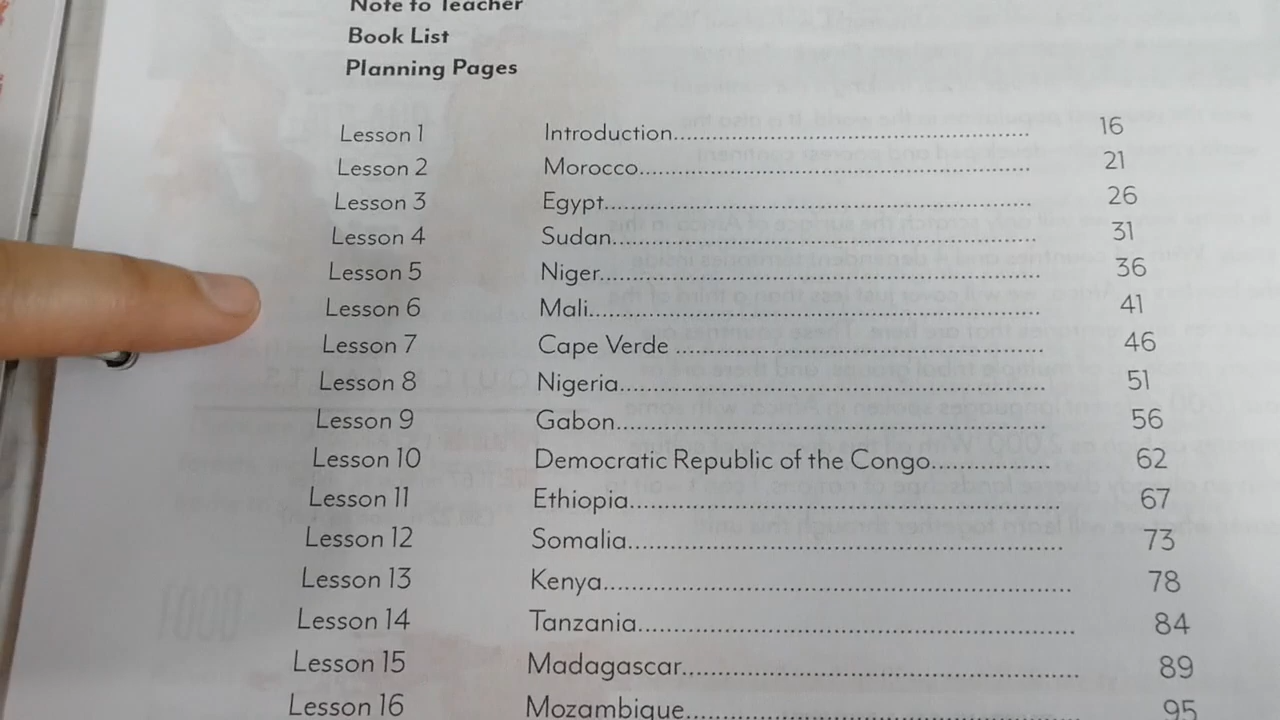 Note to Teacher
Book List
Planning Pages
Lesson 1 Introduction........................................................ 16
Lesson 2 Morocco............................................................. 21
Lesson 3 Egypt.................................................................. 26
Lesson 4 Sudan................................................................. 31
Lesson 5 Niger................................................................... 36
Lesson 6 Mali..................................................................... 41
Lesson 7 Cape Verde ....................................................... 46
Lesson 8 Nigeria................................................................ 51
Lesson 9 Gabon................................................................. 56
Lesson 10 Democratic Republic of the Congo.................. 62
Lesson 11 Ethiopia............................................................... 67
Lesson 12 Somalia................................................................ 73
Lesson 13 Kenya................................................................... 78
Lesson 14 Tanzania.............................................................. 84
Lesson 15 Madagascar........................................................ 89
Lesson 16 Mozambique........................................................ 95